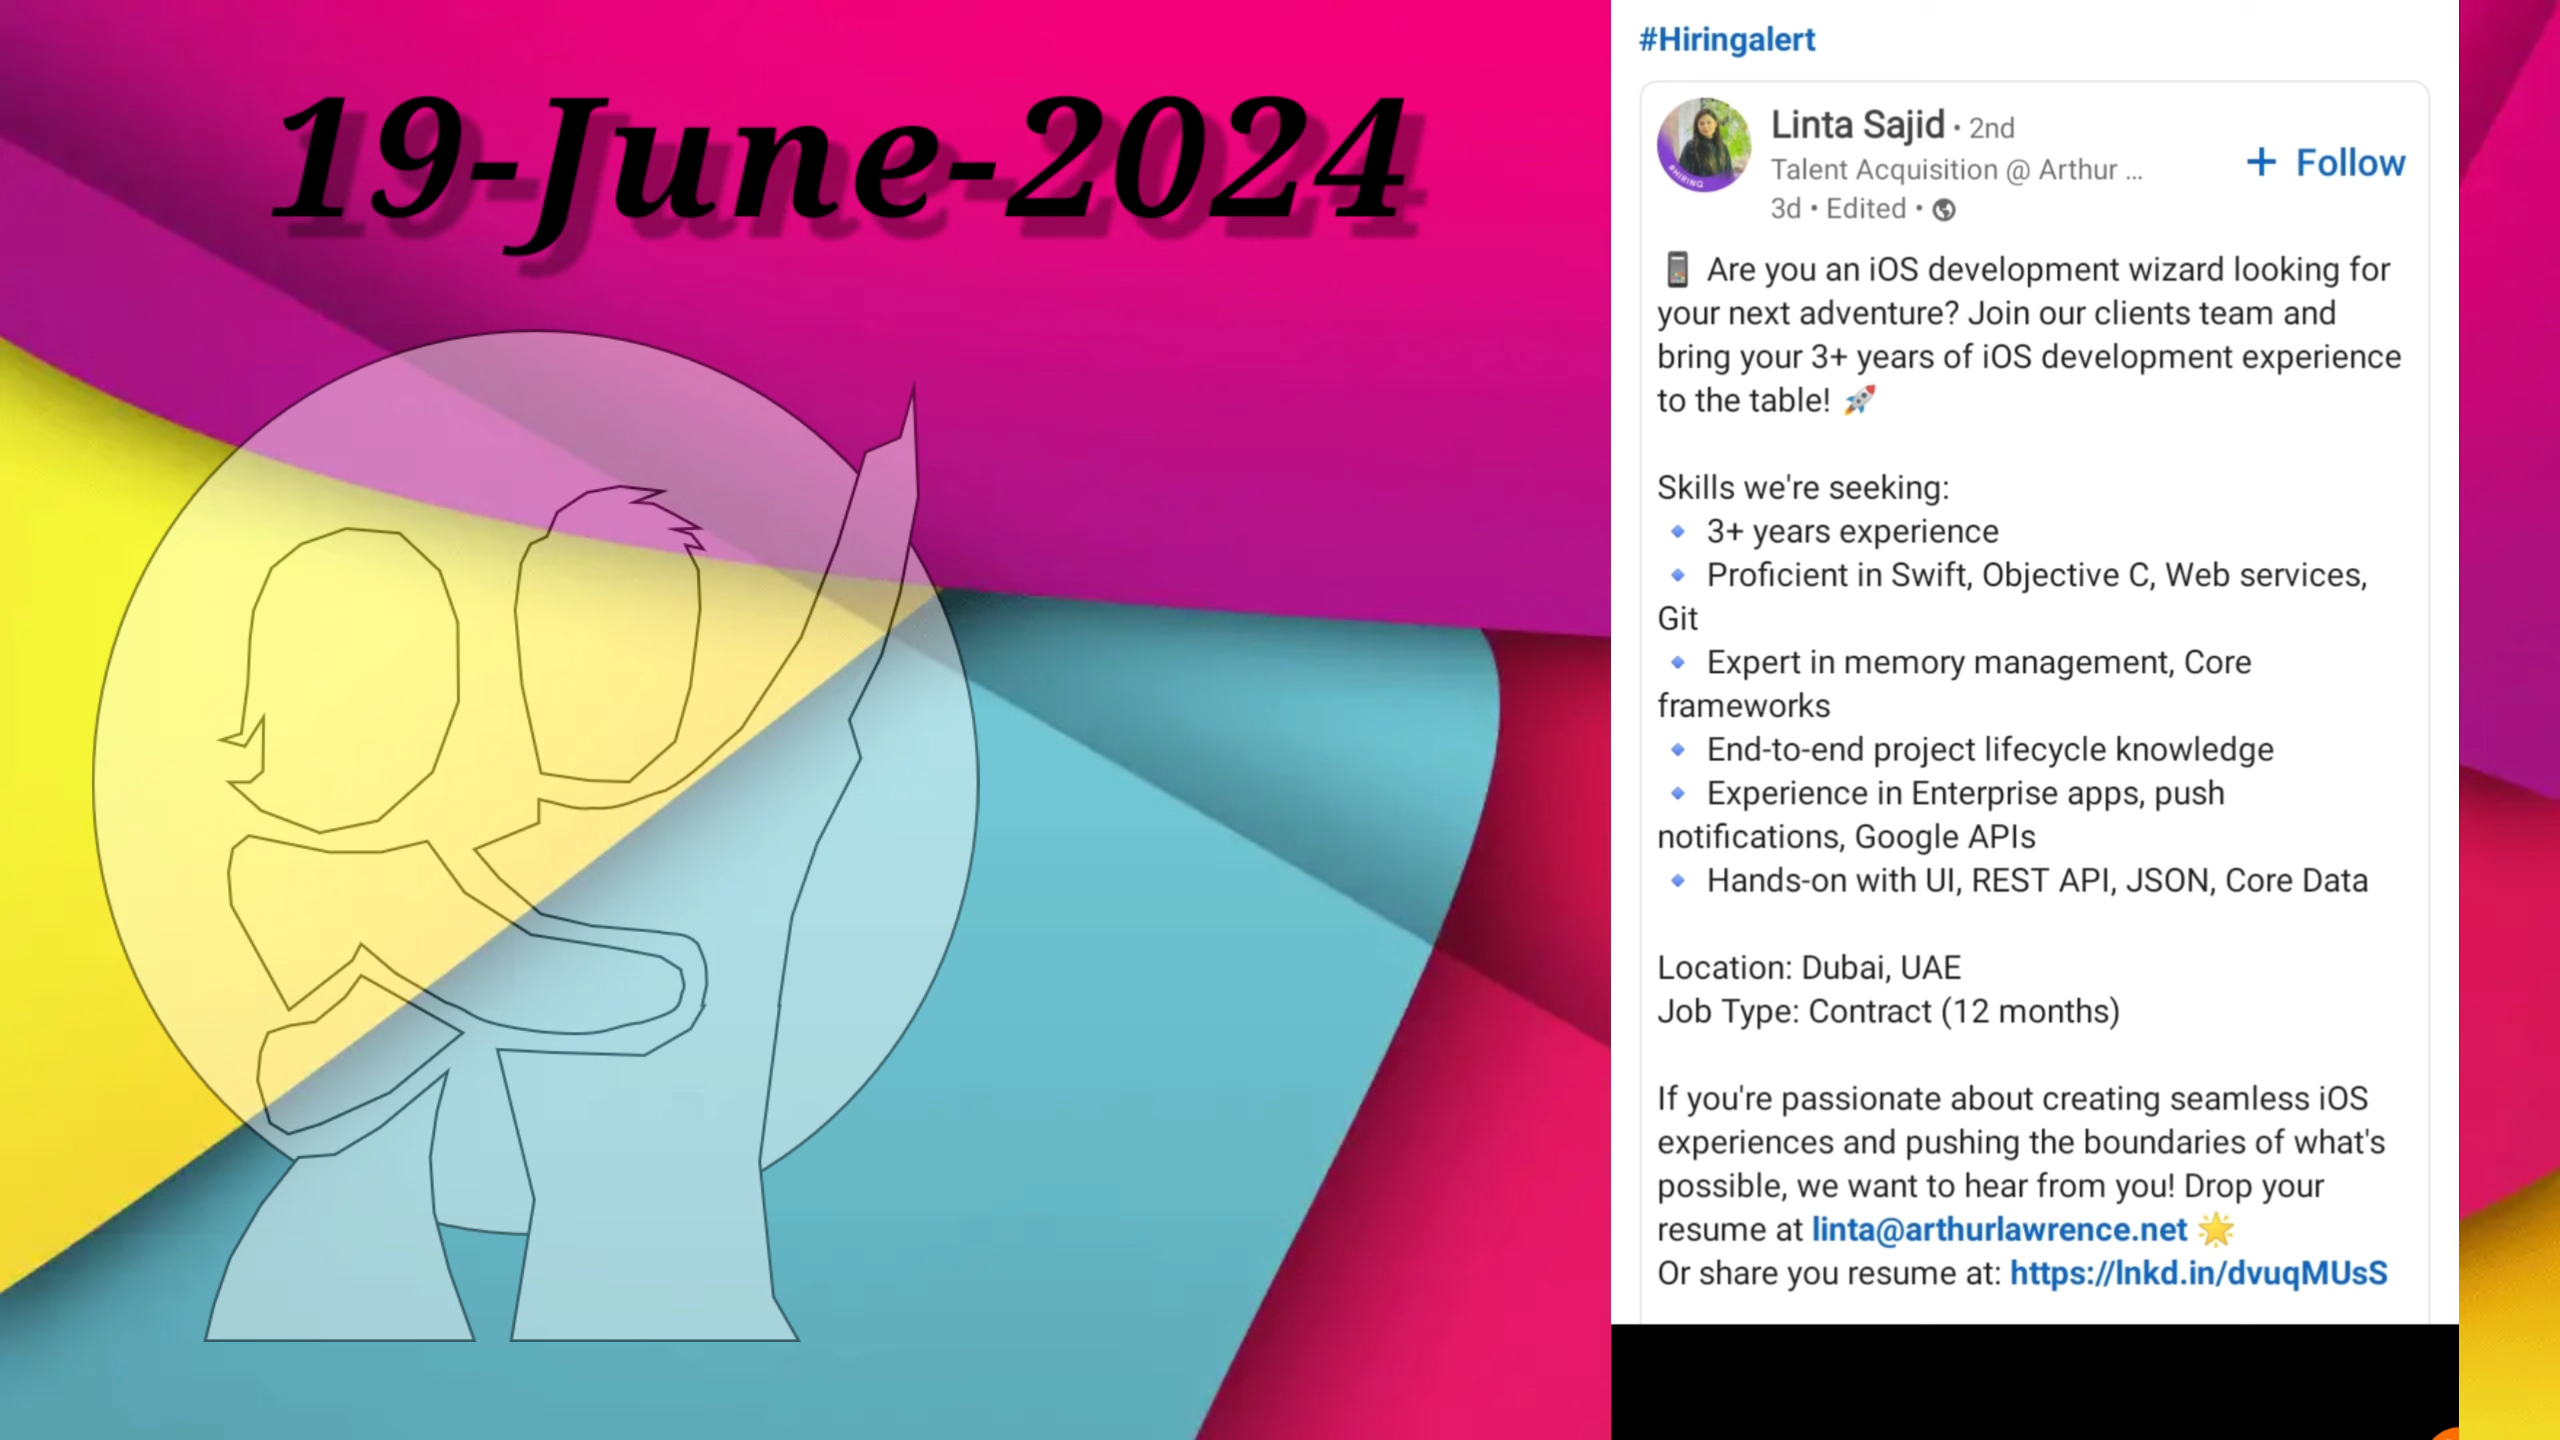 19-June-2024
#Hiringalert
Linta Sajid • 2nd
Talent Acquisition @ Arthur ...
3d • Edited •
+ Follow
#HIRING
Are you an iOS development wizard looking for
your next adventure? Join our clients team and
bring your 3+ years of iOS development experience
to the table! 🚀
Skills we're seeking:
🔹 3+ years experience
🔹 Proficient in Swift, Objective C, Web services,
Git
🔹 Expert in memory management, Core
frameworks
🔹 End-to-end project lifecycle knowledge
🔹 Experience in Enterprise apps, push
notifications, Google APIs
🔹 Hands-on with UI, REST API, JSON, Core Data
Location: Dubai, UAE
Job Type: Contract (12 months)
If you're passionate about creating seamless iOS
experiences and pushing the boundaries of what's
possible, we want to hear from you! Drop your
resume at linta@arthurlawrence.net 🌟
Or share you resume at: https://lnkd.in/dvuqMUsS